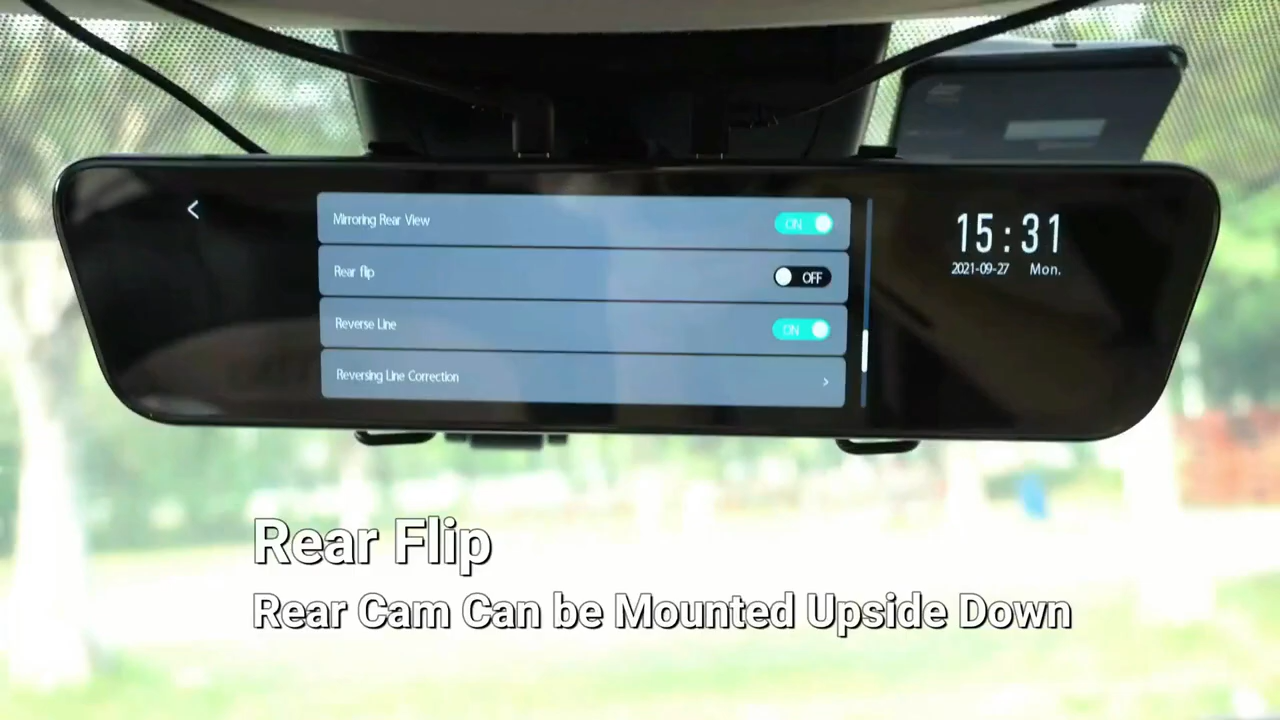 Mirroring Rear View ON
Rear flip OFF
Reverse Line ON
Reversing Line Correction
15:31
2021-09-27 Mon.
Rear Flip
Rear Cam Can be Mounted Upside Down